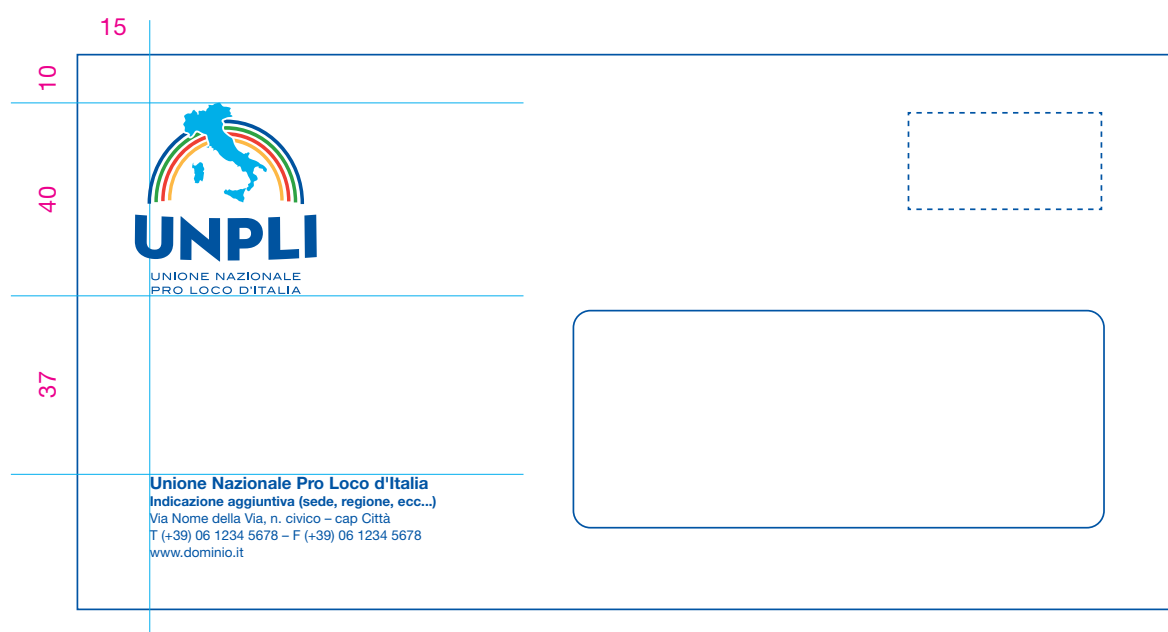 15
10
40
UNPLI
UNIONE NAZIONALE
PRO LOCO D'ITALIA
37
Unione Nazionale Pro Loco d'Italia
Indicazione aggiuntiva (sede, regione, ecc...)
Via Nome della Via, n. civico – cap Città
T (+39) 06 1234 5678 – F (+39) 06 1234 5678
www.dominio.it